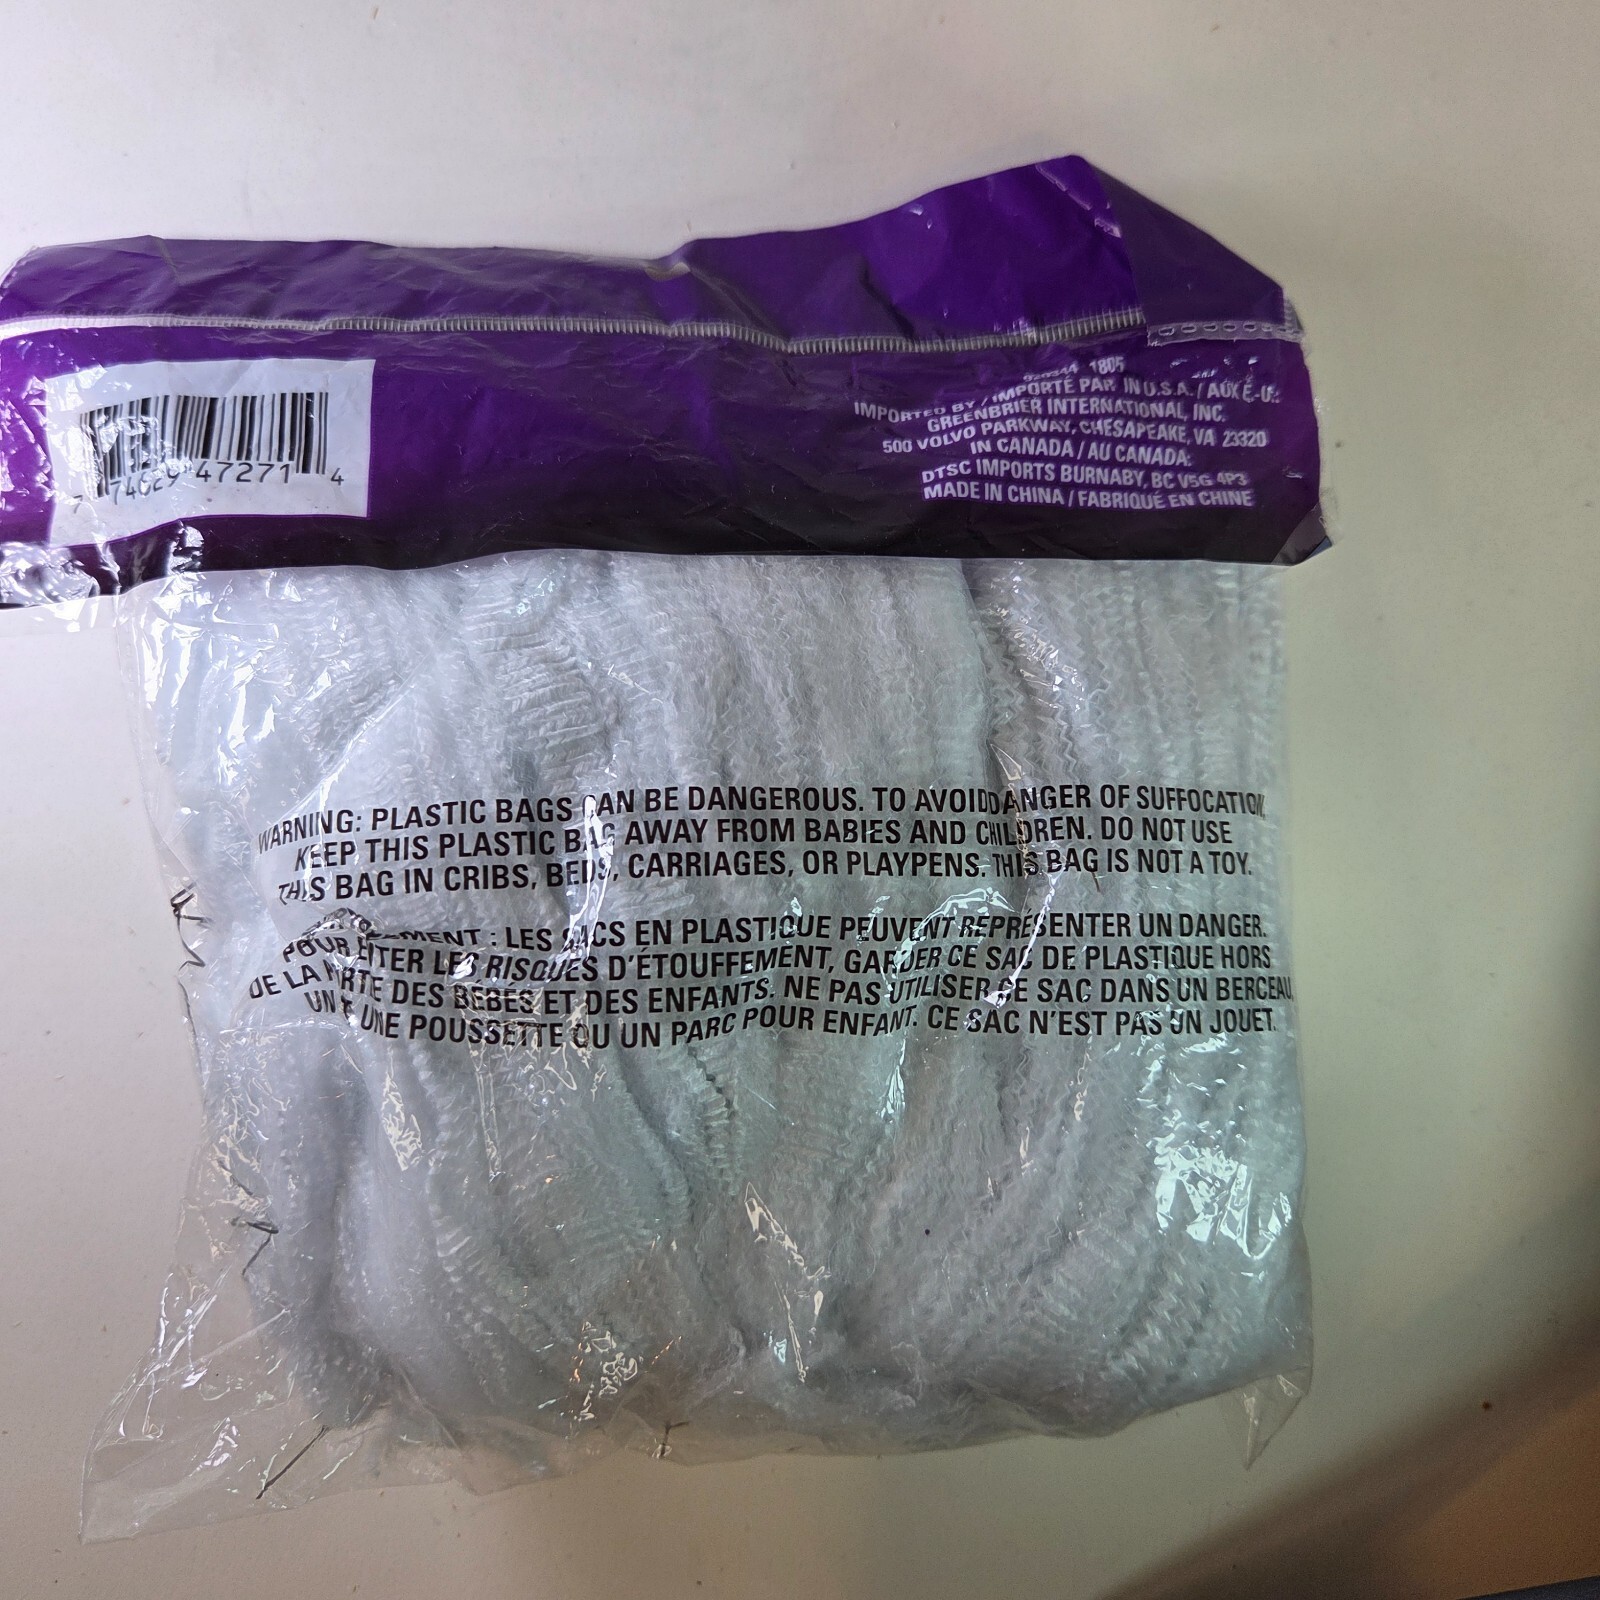 1805
IMPORTED BY / IMPORTÉ PAR IN U.S.A. / AUX É.-U.:
GREENBRIER INTERNATIONAL, INC.
500 VOLVO PARKWAY, CHESAPEAKE, VA 23320
IN CANADA / AU CANADA:
DTSC IMPORTS BURNABY, BC V5G 4P3
MADE IN CHINA / FABRIQUÉ EN CHINE
47271 4
WARNING: PLASTIC BAGS CAN BE DANGEROUS. TO AVOID DANGER OF SUFFOCATION,
KEEP THIS PLASTIC BAG AWAY FROM BABIES AND CHILDREN. DO NOT USE
THIS BAG IN CRIBS, BEDS, CARRIAGES, OR PLAYPENS. THIS BAG IS NOT A TOY.
: LES SACS EN PLASTIQUE PEUVENT REPRÉSENTER UN DANGER.
POUR LES RISQUES D'ÉTOUFFEMENT, GARDER CE SAC DE PLASTIQUE HORS
DE LA DES BÉBÉS ET DES ENFANTS. NE PAS UTILISER CE SAC DANS UN BERCEAU,
UNE POUSSETTE OU UN PARC POUR ENFANT. CE SAC N'EST PAS UN JOUET.